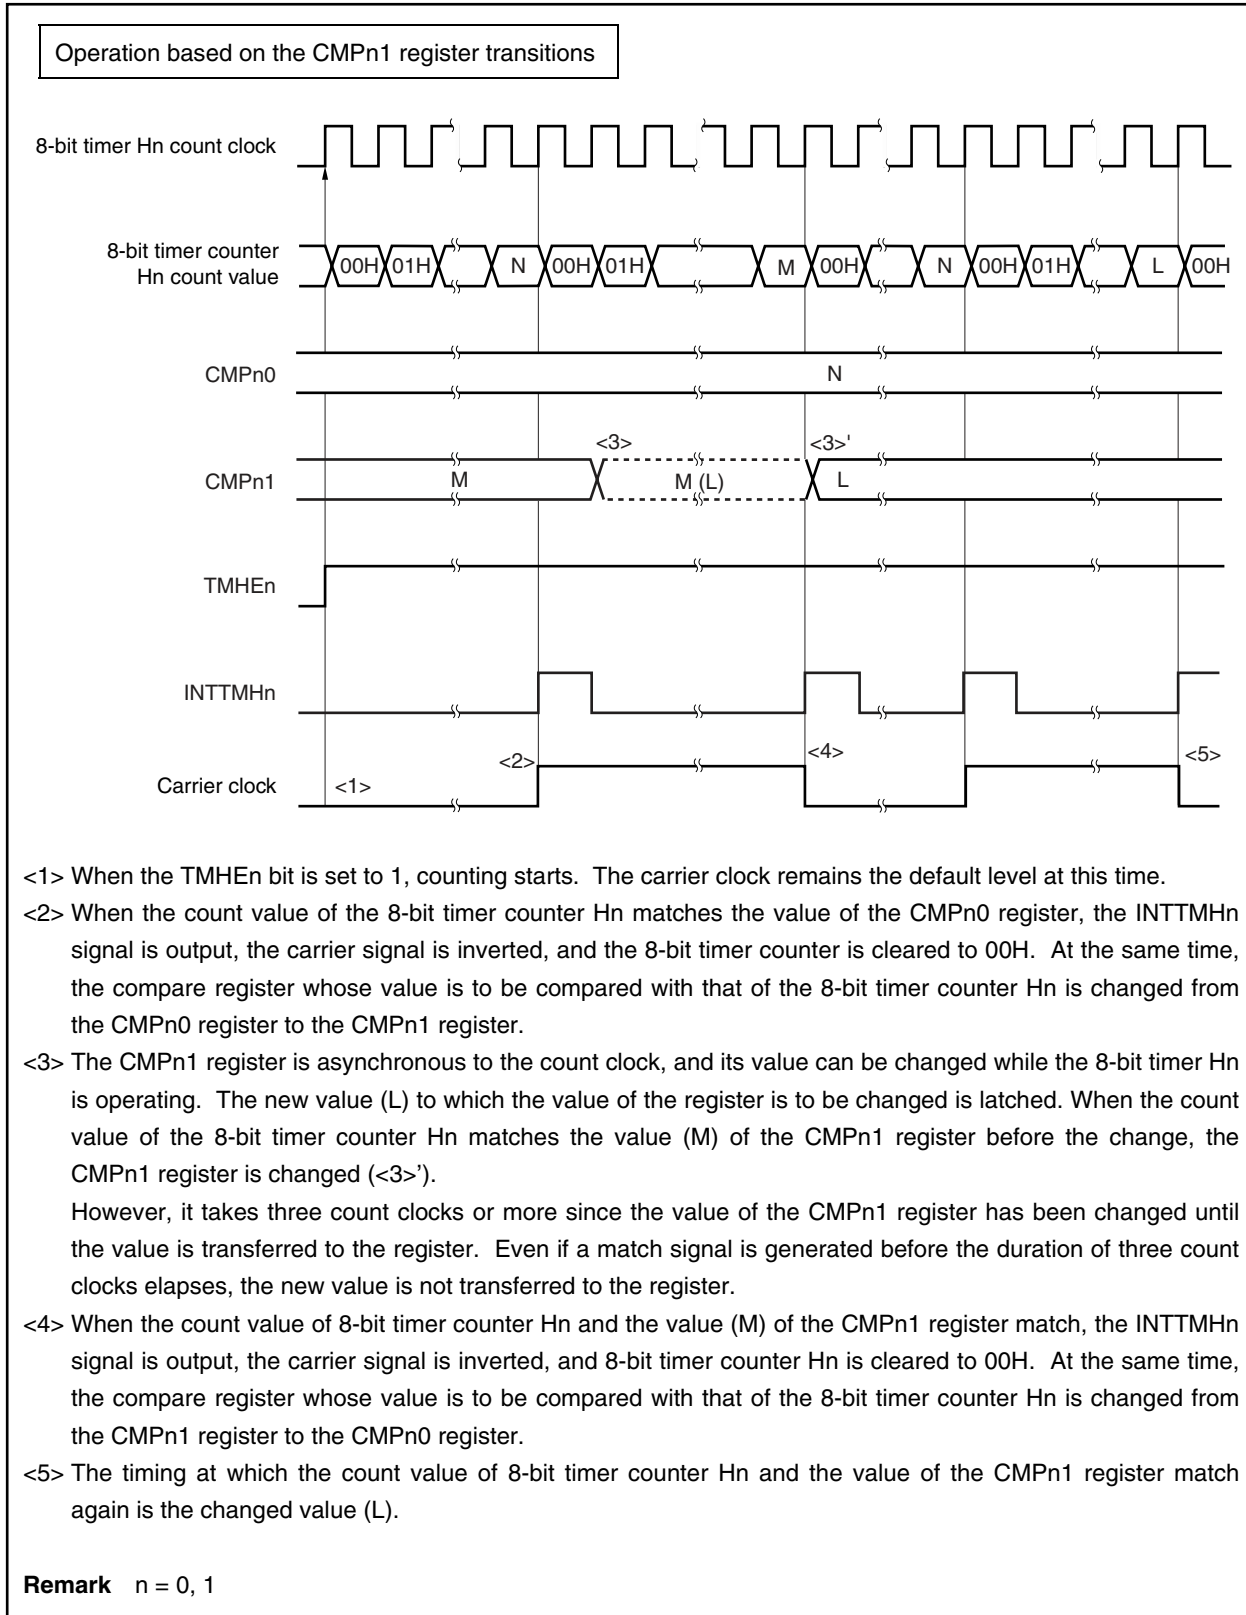 Operation based on the CMPn1 register transitions
8-bit timer Hn count clock
8-bit timer counter
Hn count value
00H 01H N 00H 01H M 00H N 00H 01H L 00H
CMPn0
N
<3> <3>'
CMPn1
M M (L) L
TMHEn
INTTMHn
<2> <4> <5>
Carrier clock
<1>
<1> When the TMHEn bit is set to 1, counting starts. The carrier clock remains the default level at this time.
<2> When the count value of the 8-bit timer counter Hn matches the value of the CMPn0 register, the INTTMHn
signal is output, the carrier signal is inverted, and the 8-bit timer counter is cleared to 00H. At the same time,
the compare register whose value is to be compared with that of the 8-bit timer counter Hn is changed from
the CMPn0 register to the CMPn1 register.
<3> The CMPn1 register is asynchronous to the count clock, and its value can be changed while the 8-bit timer Hn
is operating. The new value (L) to which the value of the register is to be changed is latched. When the count
value of the 8-bit timer counter Hn matches the value (M) of the CMPn1 register before the change, the
CMPn1 register is changed (<3>’).
However, it takes three count clocks or more since the value of the CMPn1 register has been changed until
the value is transferred to the register. Even if a match signal is generated before the duration of three count
clocks elapses, the new value is not transferred to the register.
<4> When the count value of 8-bit timer counter Hn and the value (M) of the CMPn1 register match, the INTTMHn
signal is output, the carrier signal is inverted, and 8-bit timer counter Hn is cleared to 00H. At the same time,
the compare register whose value is to be compared with that of the 8-bit timer counter Hn is changed from
the CMPn1 register to the CMPn0 register.
<5> The timing at which the count value of 8-bit timer counter Hn and the value of the CMPn1 register match
again is the changed value (L).
Remark n = 0, 1